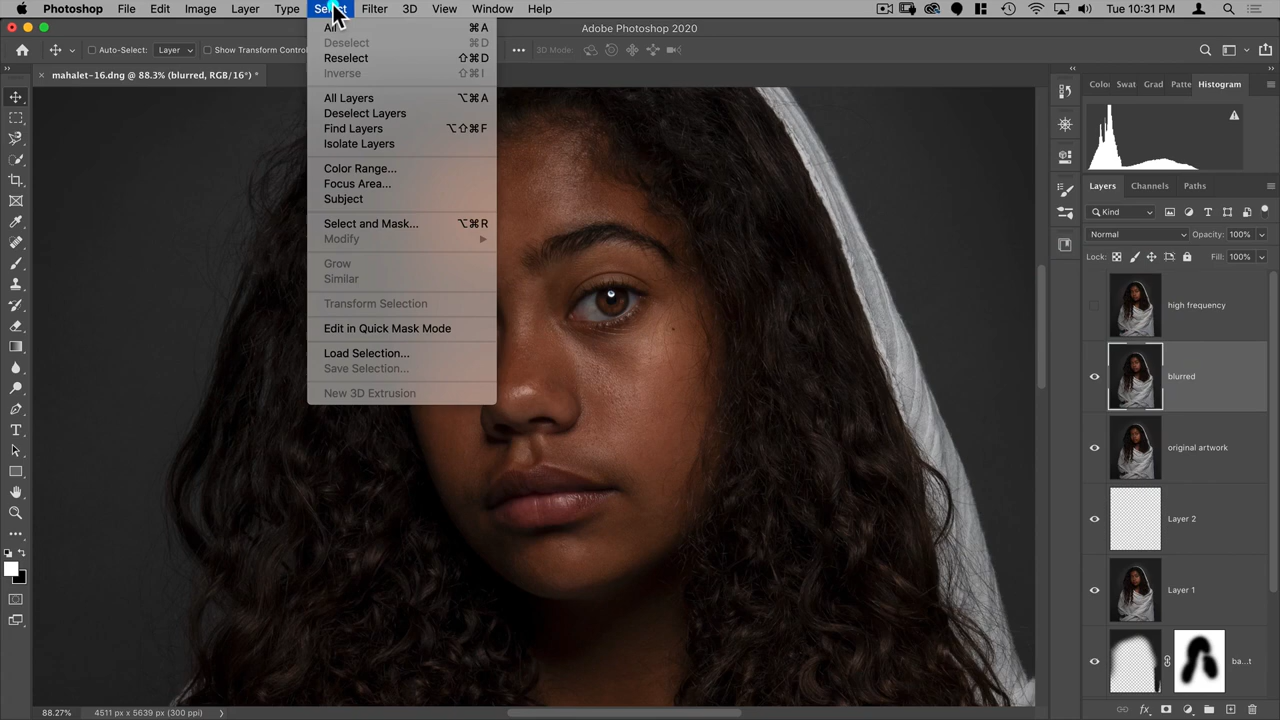 Photoshop File Edit Image Layer Type Select Filter 3D View Window Help Tue 10:31 PM
Adobe Photoshop 2020
Auto-Select: Layer Show Transform Control 3D Mode:
mahalet-16.dng @ 88.3% (blurred, RGB/16*) *
All ⌘A
Deselect ⌘D
Reselect ⇧⌘D
Inverse ⇧⌘I
All Layers ⌥⌘A
Deselect Layers
Find Layers ⌥⇧⌘F
Isolate Layers
Color Range...
Focus Area...
Subject
Select and Mask... ⌥⌘R
Modify
Grow
Similar
Transform Selection
Edit in Quick Mask Mode
Load Selection...
Save Selection...
New 3D Extrusion
Color Swat Grad Patte Histogram
Layers Channels Paths
Kind
Normal Opacity: 100%
Lock: Fill: 100%
high frequency
blurred
original artwork
Layer 2
Layer 1
ba...t
88.27% 4511 px x 5639 px (300 ppi)